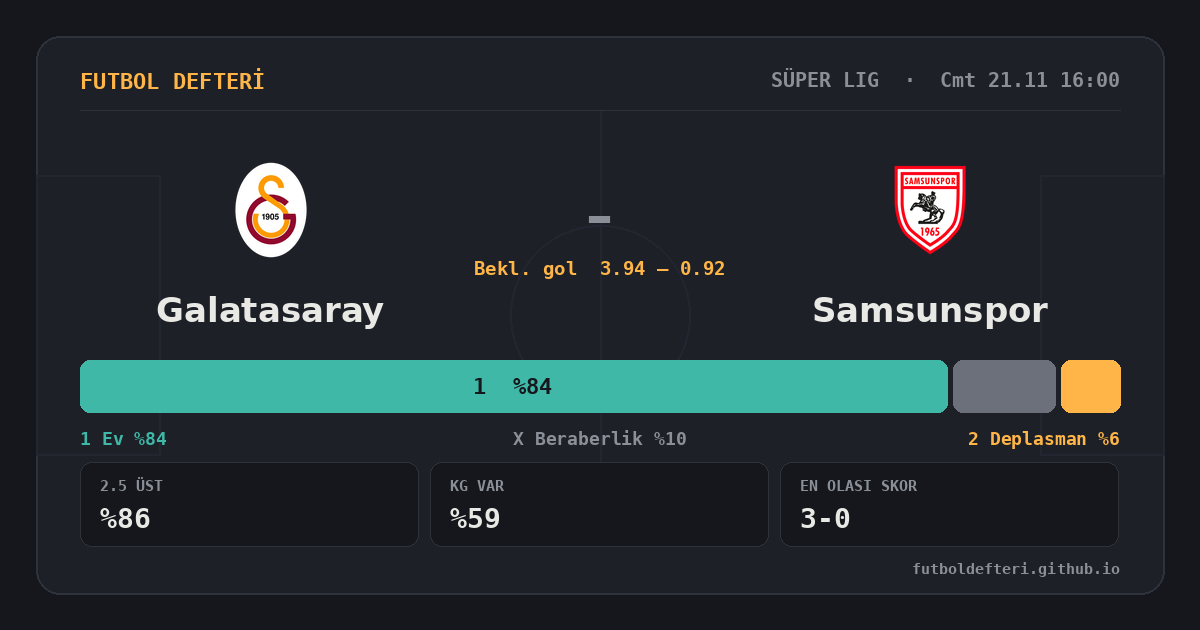 FUTBOL DEFTERİ
SÜPER LIG · Cmt 21.11 16:00
1905
SAMSUNSPOR
1965
–
Bekl. gol 3.94 — 0.92
Galatasaray
Samsunspor
1 %84
1 Ev %84
X Beraberlik %10
2 Deplasman %6
2.5 ÜST
%86
KG VAR
%59
EN OLASI SKOR
3-0
futboldefteri.github.io